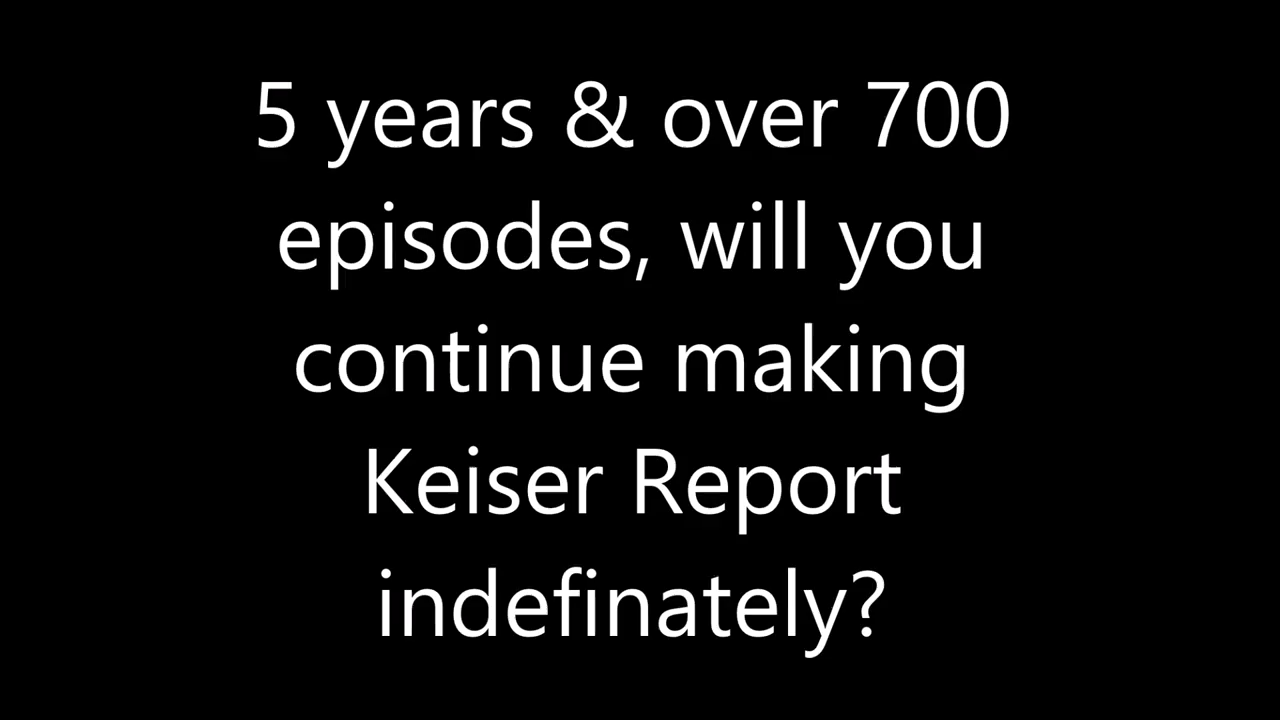 5 years & over 700
episodes, will you
continue making
Keiser Report
indefinately?